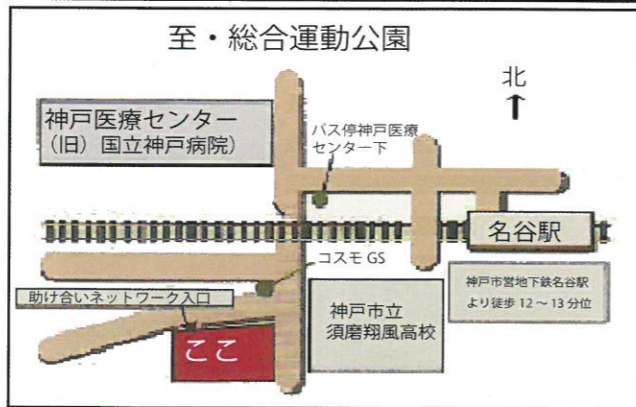 至・総合運動公園
北
神戸医療センター
（旧）国立神戸病院）
バス停神戸医療
センター下
名谷駅
コスモ GS
神戸市営地下鉄名谷駅
より徒歩 12 ～ 13 分位
助け合いネットワーク入口
神戸市立
須磨翔風高校
ここ